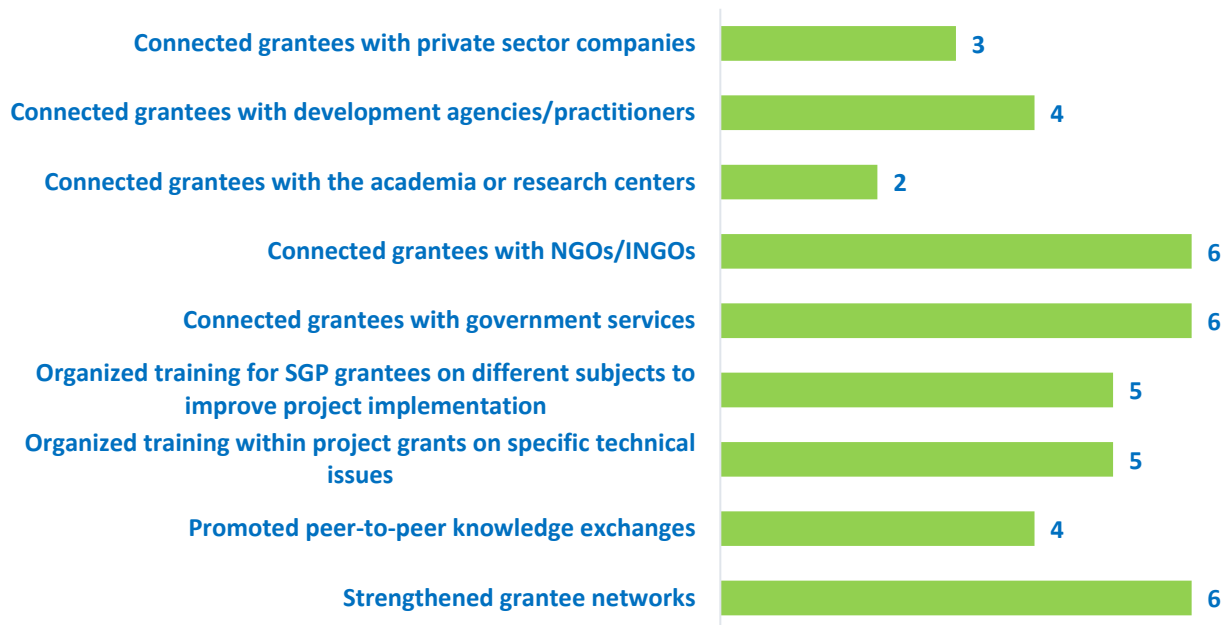 Connected grantees with private sector companies
3
Connected grantees with development agencies/practitioners
4
Connected grantees with the academia or research centers
2
Connected grantees with NGOs/INGOs
6
Connected grantees with government services
6
Organized training for SGP grantees on different subjects to
improve project implementation
5
Organized training within project grants on specific technical
issues
5
Promoted peer-to-peer knowledge exchanges
4
Strengthened grantee networks
6